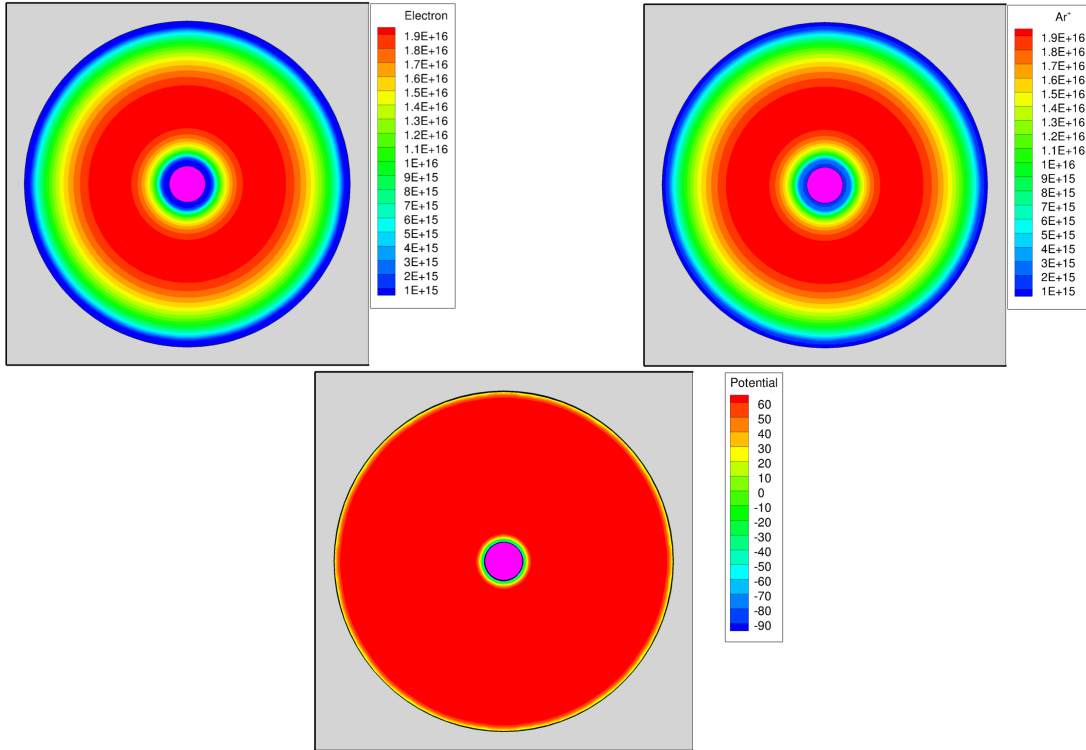 Electron
1.9E+16
1.8E+16
1.7E+16
1.6E+16
1.5E+16
1.4E+16
1.3E+16
1.2E+16
1.1E+16
1E+16
9E+15
8E+15
7E+15
6E+15
5E+15
4E+15
3E+15
2E+15
1E+15
Ar⁺
1.9E+16
1.8E+16
1.7E+16
1.6E+16
1.5E+16
1.4E+16
1.3E+16
1.2E+16
1.1E+16
1E+16
9E+15
8E+15
7E+15
6E+15
5E+15
4E+15
3E+15
2E+15
1E+15
Potential
60
50
40
30
20
10
0
-10
-20
-30
-40
-50
-60
-70
-80
-90